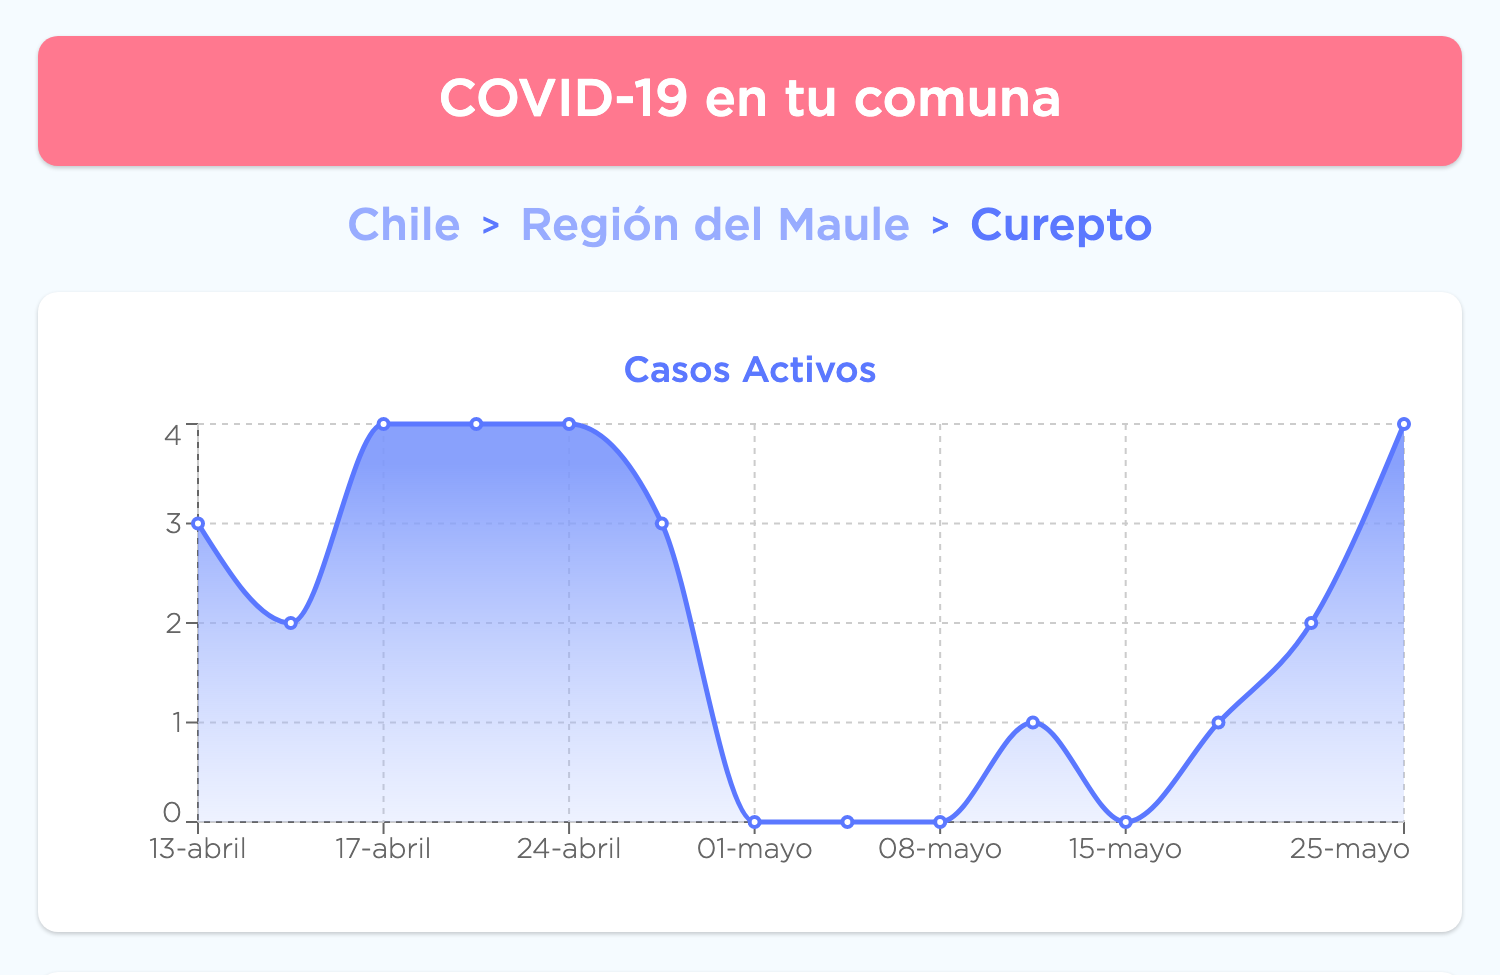 COVID-19 en tu comuna
Chile > Región del Maule > Curepto
Casos Activos
4
3
2
1
0
13-abril 17-abril 24-abril 01-mayo 08-mayo 15-mayo 25-mayo